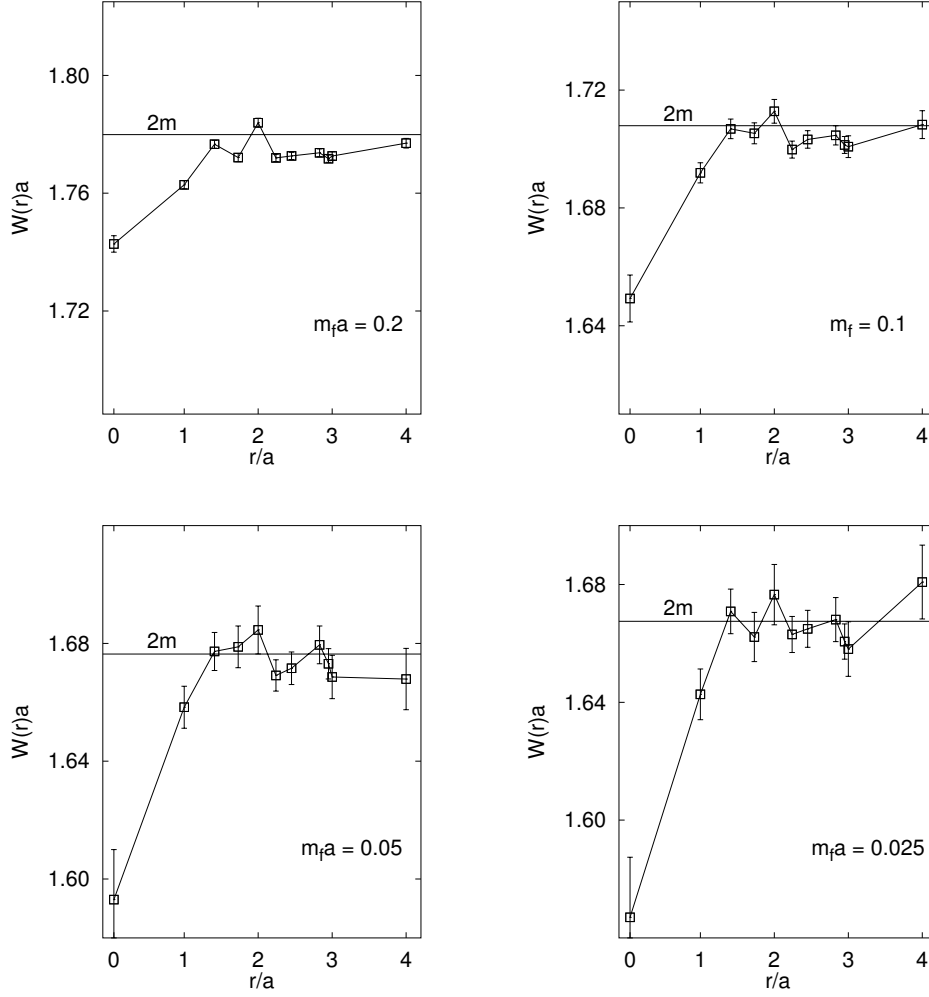 1.80
2m
1.76
W(r)a
1.72
m_f a = 0.2
0 1 2 3 4
r/a
1.72
2m
W(r)a
1.68
1.64
m_f = 0.1
0 1 2 3 4
r/a
1.68
2m
W(r)a
1.64
m_f a = 0.05
1.60
0 1 2 3 4
r/a
1.68
2m
W(r)a
1.64
1.60
m_f a = 0.025
0 1 2 3 4
r/a